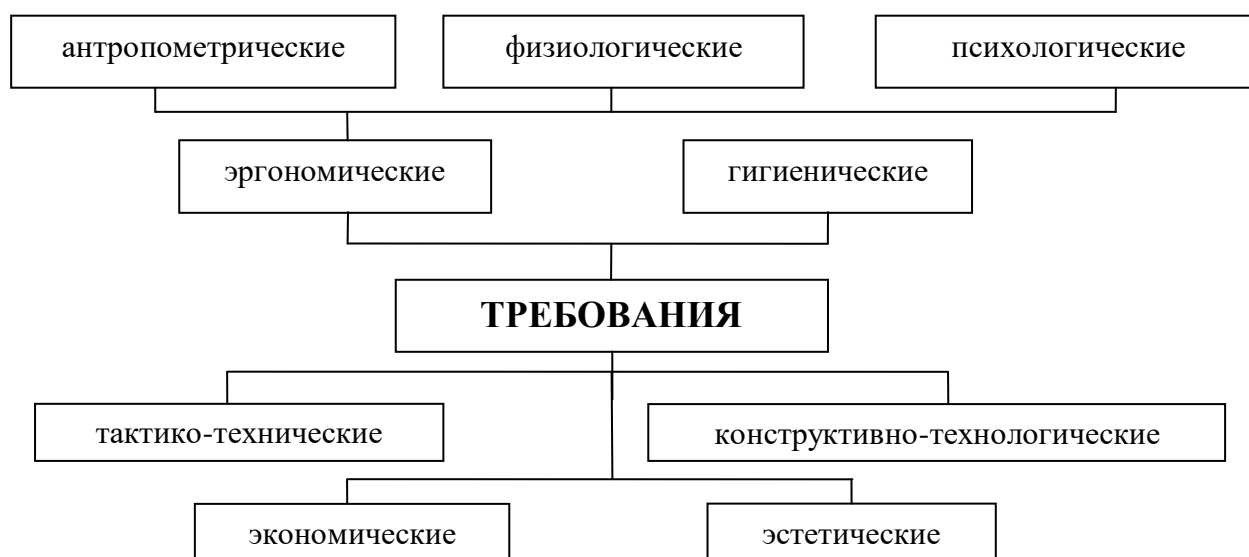 антропометрические
физиологические
психологические
эргономические
гигиенические
ТРЕБОВАНИЯ
тактико-технические
конструктивно-технологические
экономические
эстетические